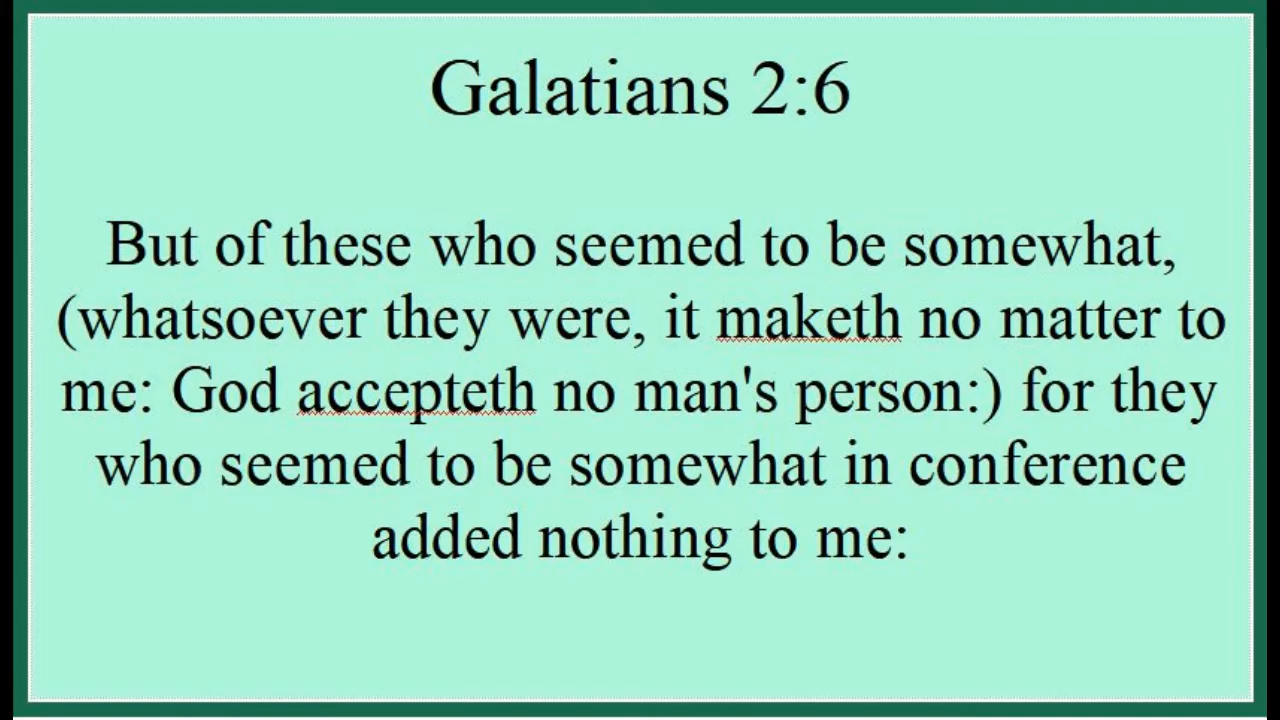 Galatians 2:6
But of these who seemed to be somewhat,
(whatsoever they were, it maketh no matter to
me: God accepteth no man's person:) for they
who seemed to be somewhat in conference
added nothing to me: